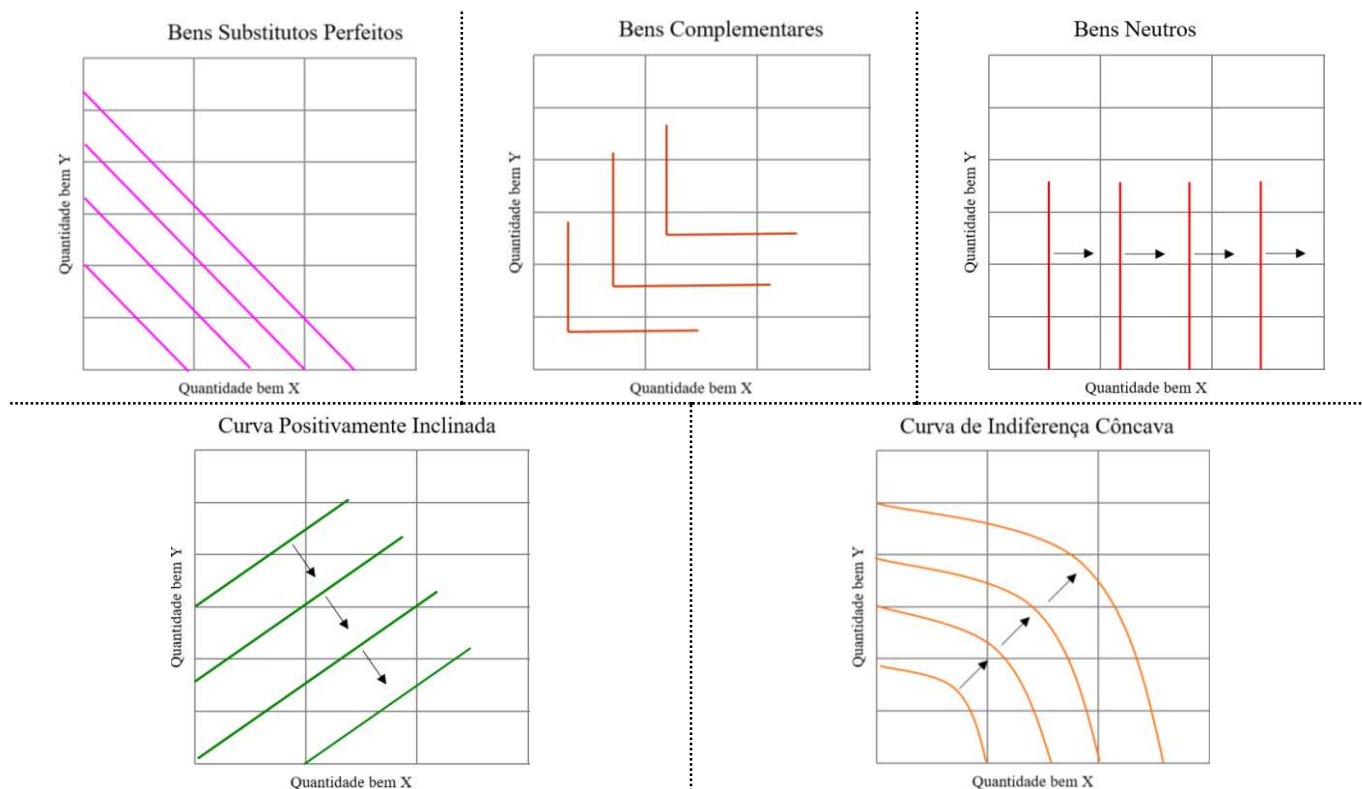 Bens Substitutos Perfeitos
Quantidade bem Y
Quantidade bem X
Bens Complementares
Quantidade bem Y
Quantidade bem X
Bens Neutros
Quantidade bem Y
Quantidade bem X
Curva Positivamente Inclinada
Quantidade bem Y
Quantidade bem X
Curva de Indiferença Côncava
Quantidade bem Y
Quantidade bem X